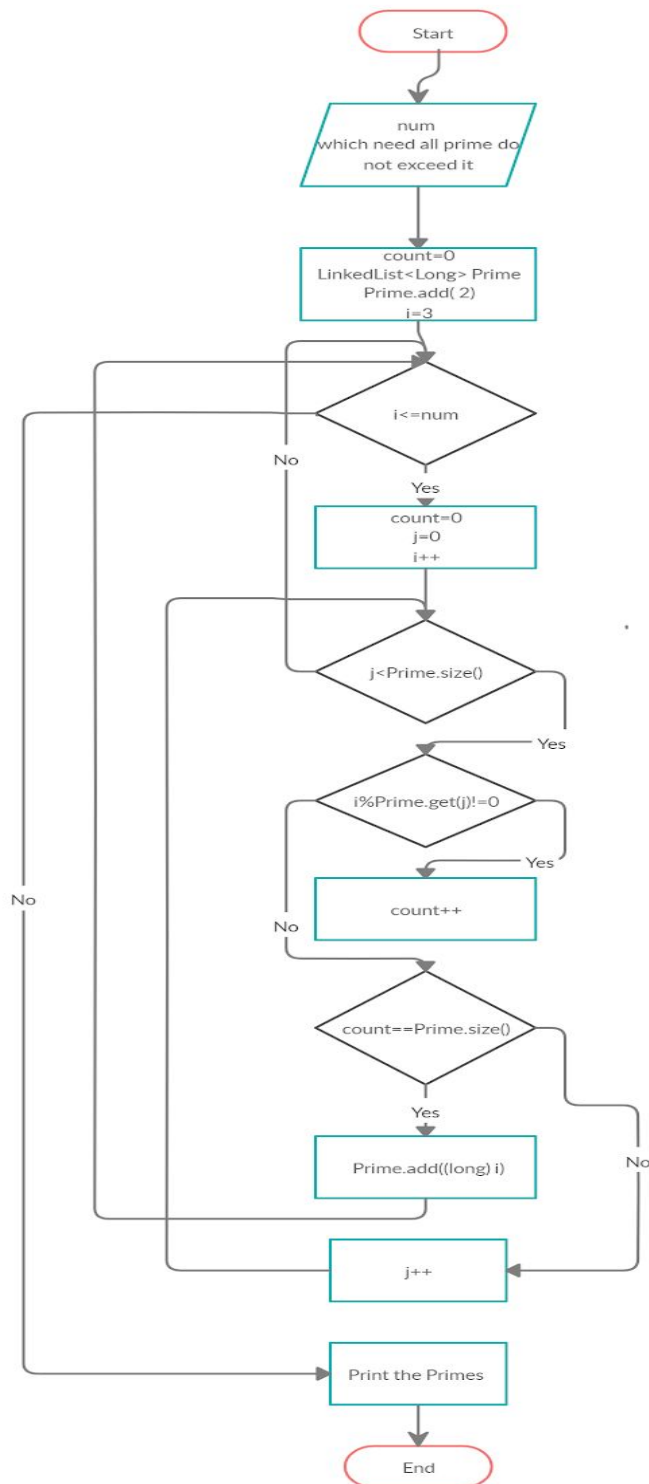 Start
num
which need all prime do
not exceed it
count=0
LinkedList<Long> Prime
Prime.add( 2)
i=3
i<=num
No
Yes
count=0
j=0
i++
j<Prime.size()
Yes
i%Prime.get(j)!=0
Yes
No
count++
No
count==Prime.size()
Yes
No
Prime.add((long) i)
j++
Print the Primes
End